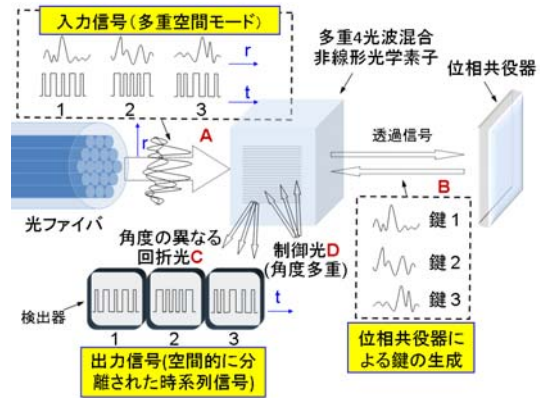 入力信号（多重空間モード）
r
t
1 2 3
多重4光波混合
非線形光学素子
位相共役器
r
A
透過信号
B
光ファイバ
角度の異なる
回折光C
制御光D
(角度多重)
鍵 1
鍵 2
鍵 3
検出器
t
1 2 3
出力信号(空間的に分
離された時系列信号)
位相共役器に
よる鍵の生成